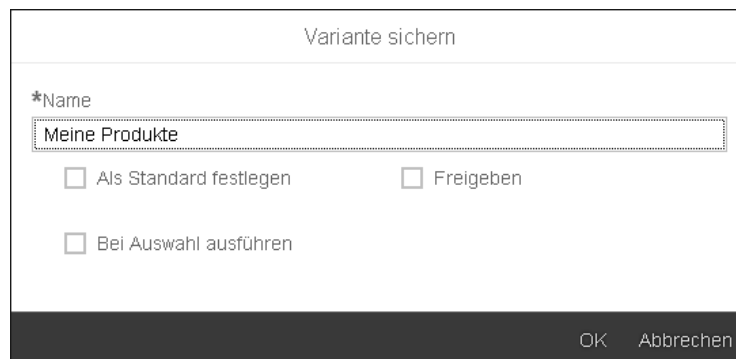 Variante sichern
*Name
Meine Produkte
Als Standard festlegen Freigeben
Bei Auswahl ausführen
OK Abbrechen